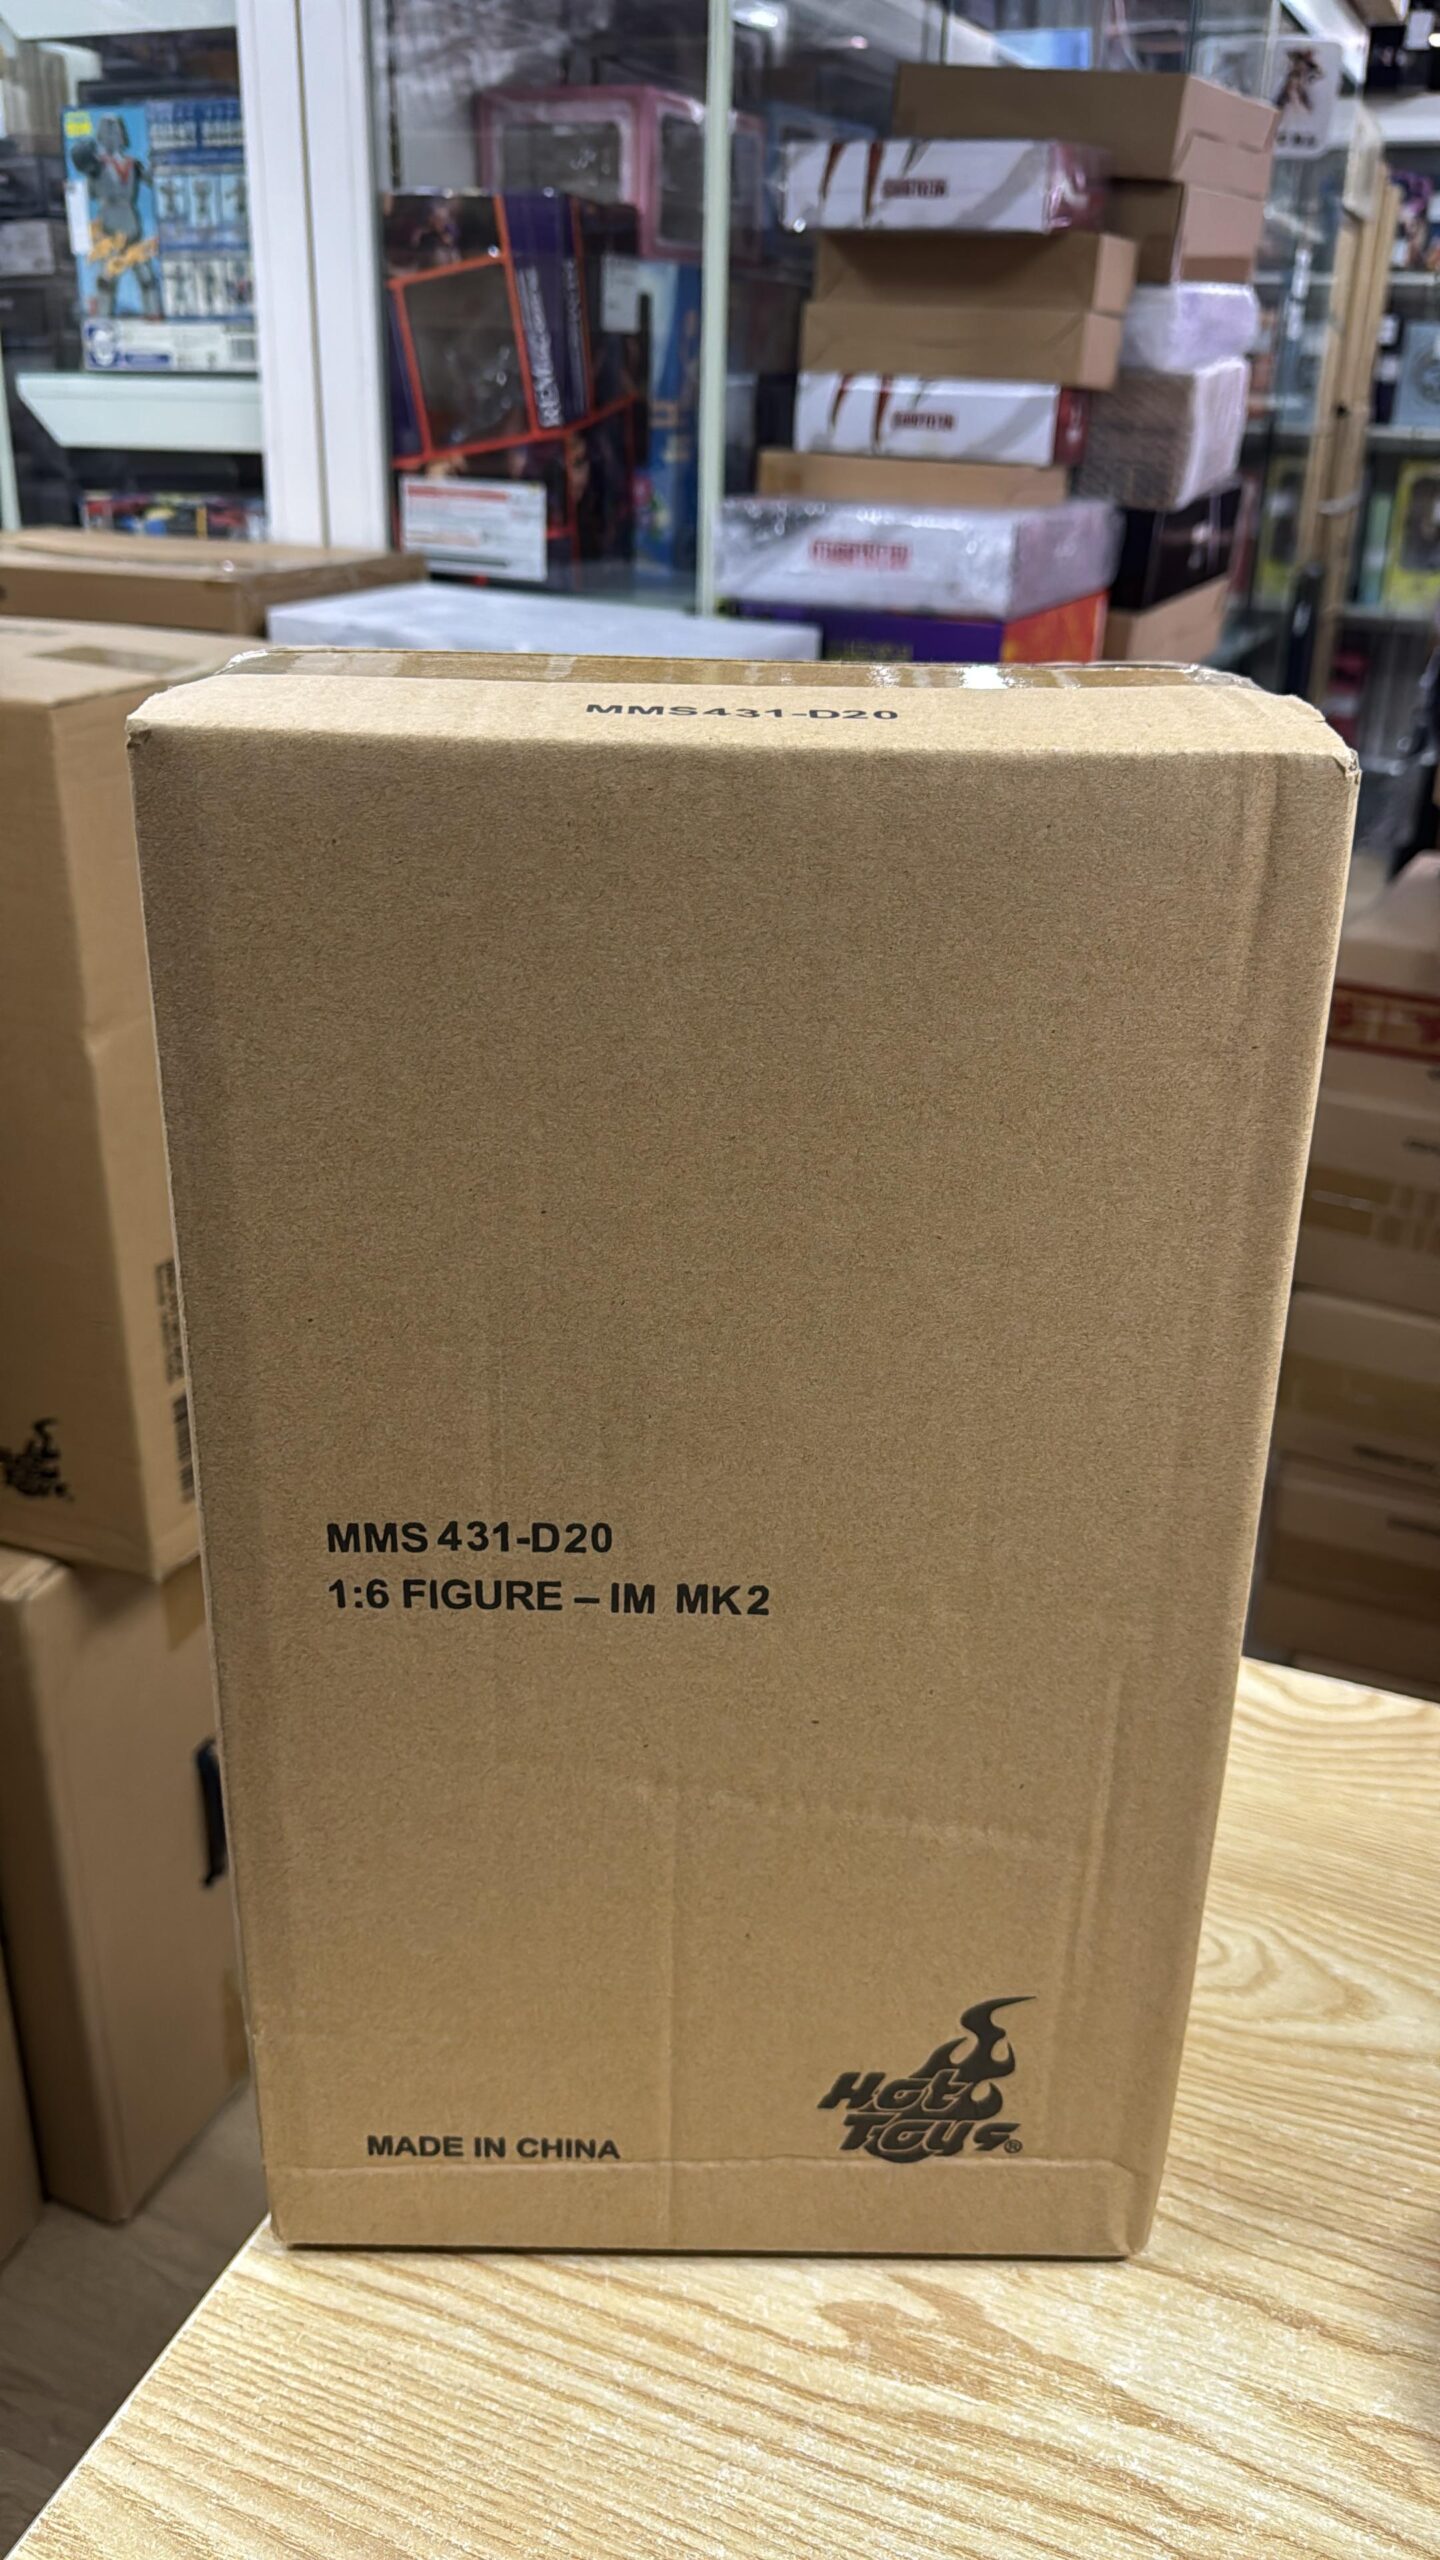 MMS431-D20
MMS 431-D20
1:6 FIGURE – IM MK2
Hot
Toys®
MADE IN CHINA